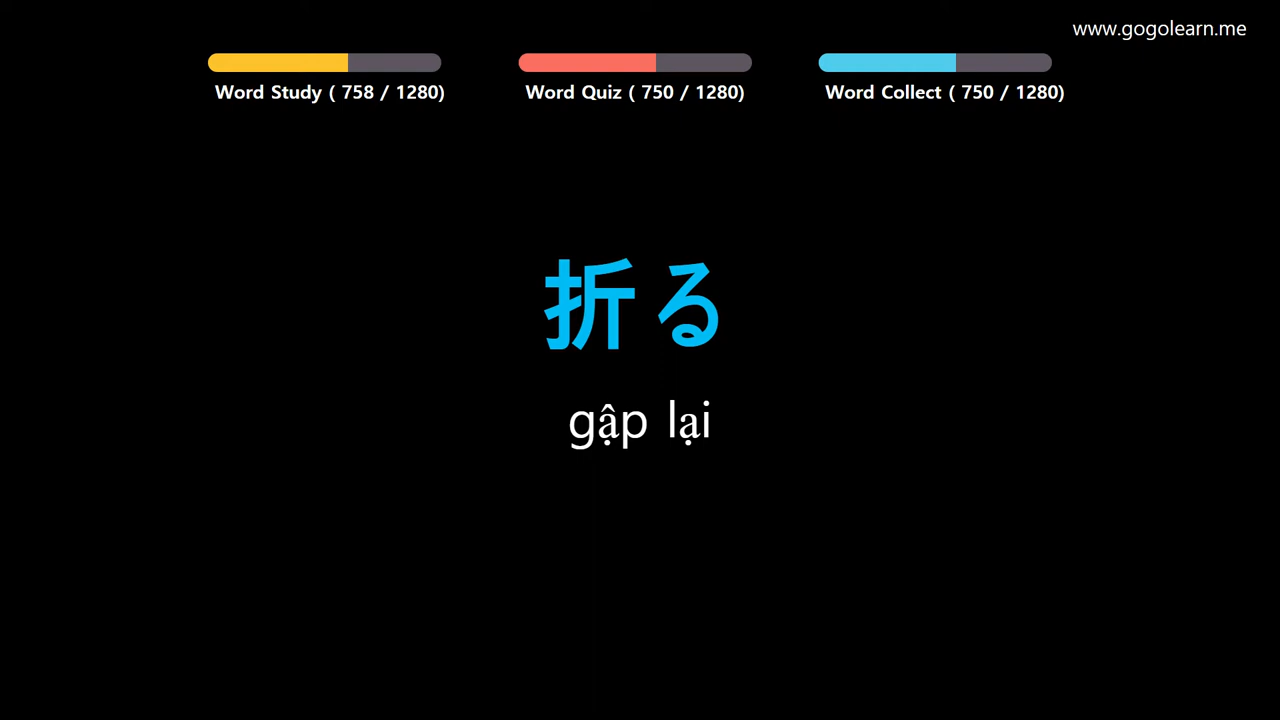 www.gogolearn.me
Word Study ( 758 / 1280)
Word Quiz ( 750 / 1280)
Word Collect ( 750 / 1280)
折る
gập lại